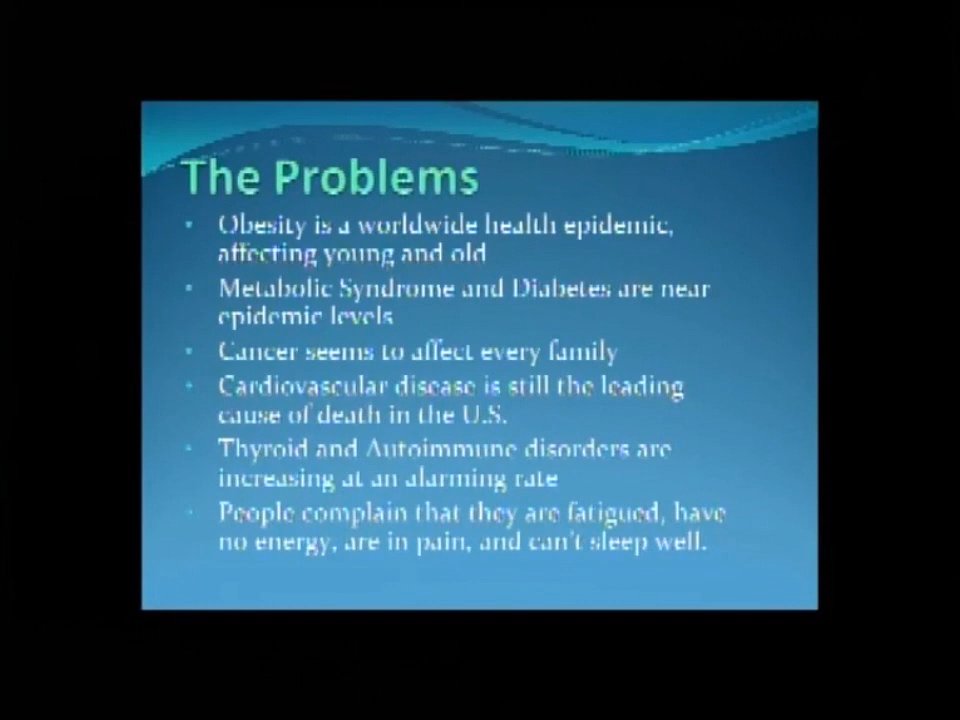 The Problems
• Obesity is a worldwide health epidemic,
affecting young and old
• Metabolic Syndrome and Diabetes are near
epidemic levels
• Cancer seems to affect every family
• Cardiovascular disease is still the leading
cause of death in the U.S.
• Thyroid and Autoimmune disorders are
increasing at an alarming rate
• People complain that they are fatigued, have
no energy, are in pain, and can't sleep well.